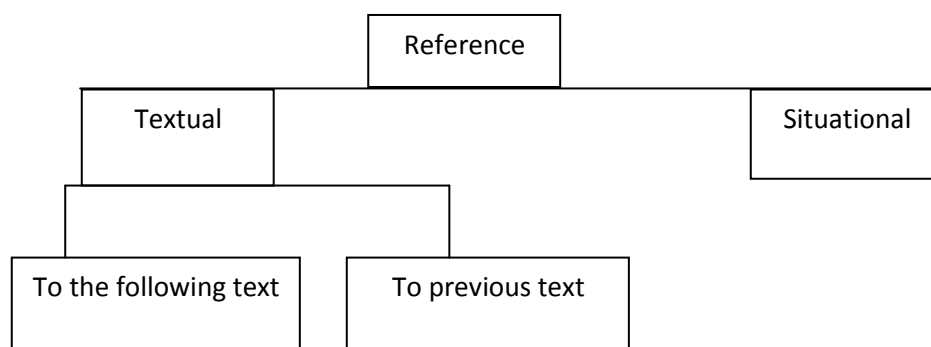 Reference
Textual
Situational
To the following text
To previous text